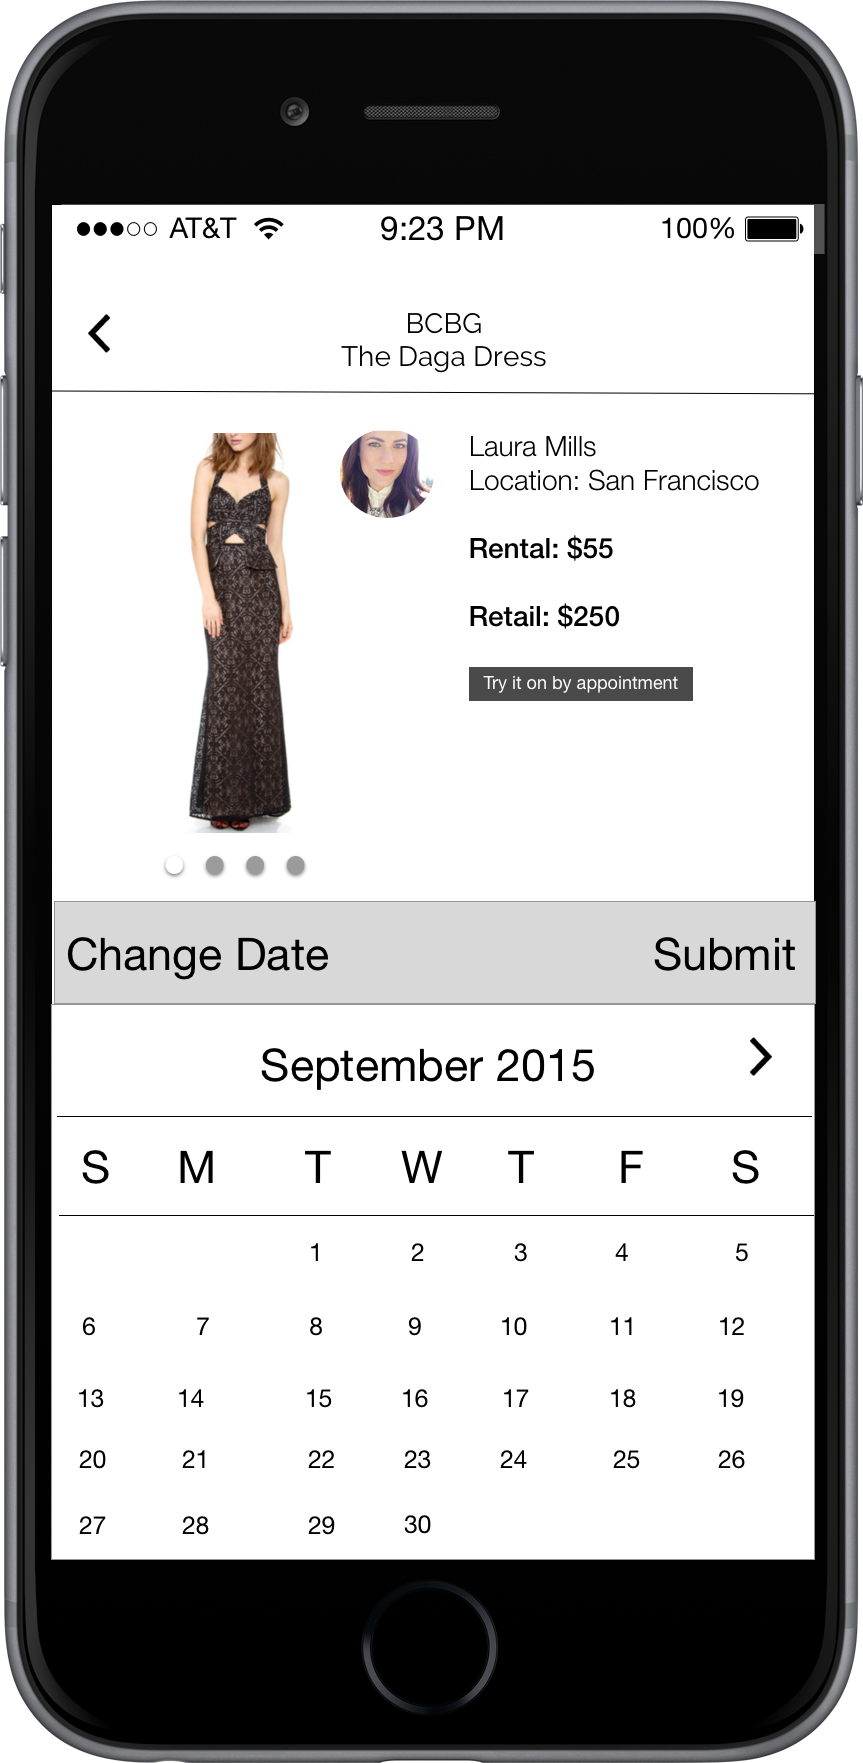 AT&T 9:23 PM 100%
BCBG
The Daga Dress
Laura Mills
Location: San Francisco
Rental: $55
Retail: $250
Try it on by appointment
Change Date Submit
September 2015
S M T W T F S
1 2 3 4 5
6 7 8 9 10 11 12
13 14 15 16 17 18 19
20 21 22 23 24 25 26
27 28 29 30